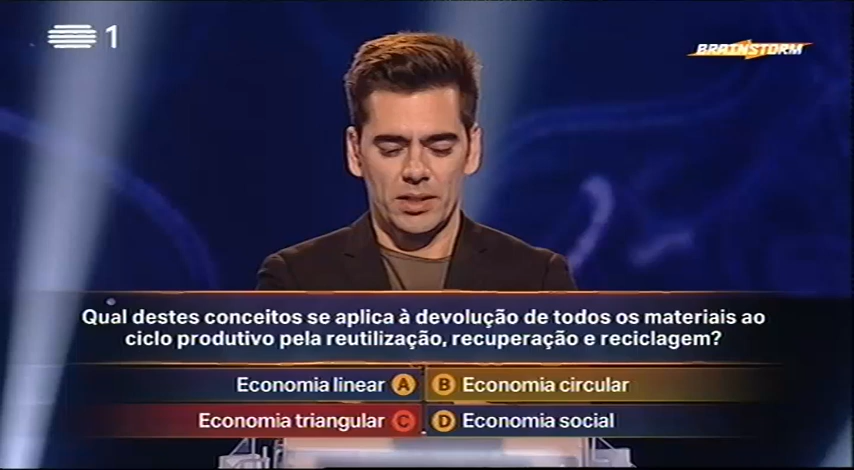 1
BRAINSTORM
Qual destes conceitos se aplica à devolução de todos os materiais ao
ciclo produtivo pela reutilização, recuperação e reciclagem?
Economia linear A
B Economia circular
Economia triangular C
D Economia social